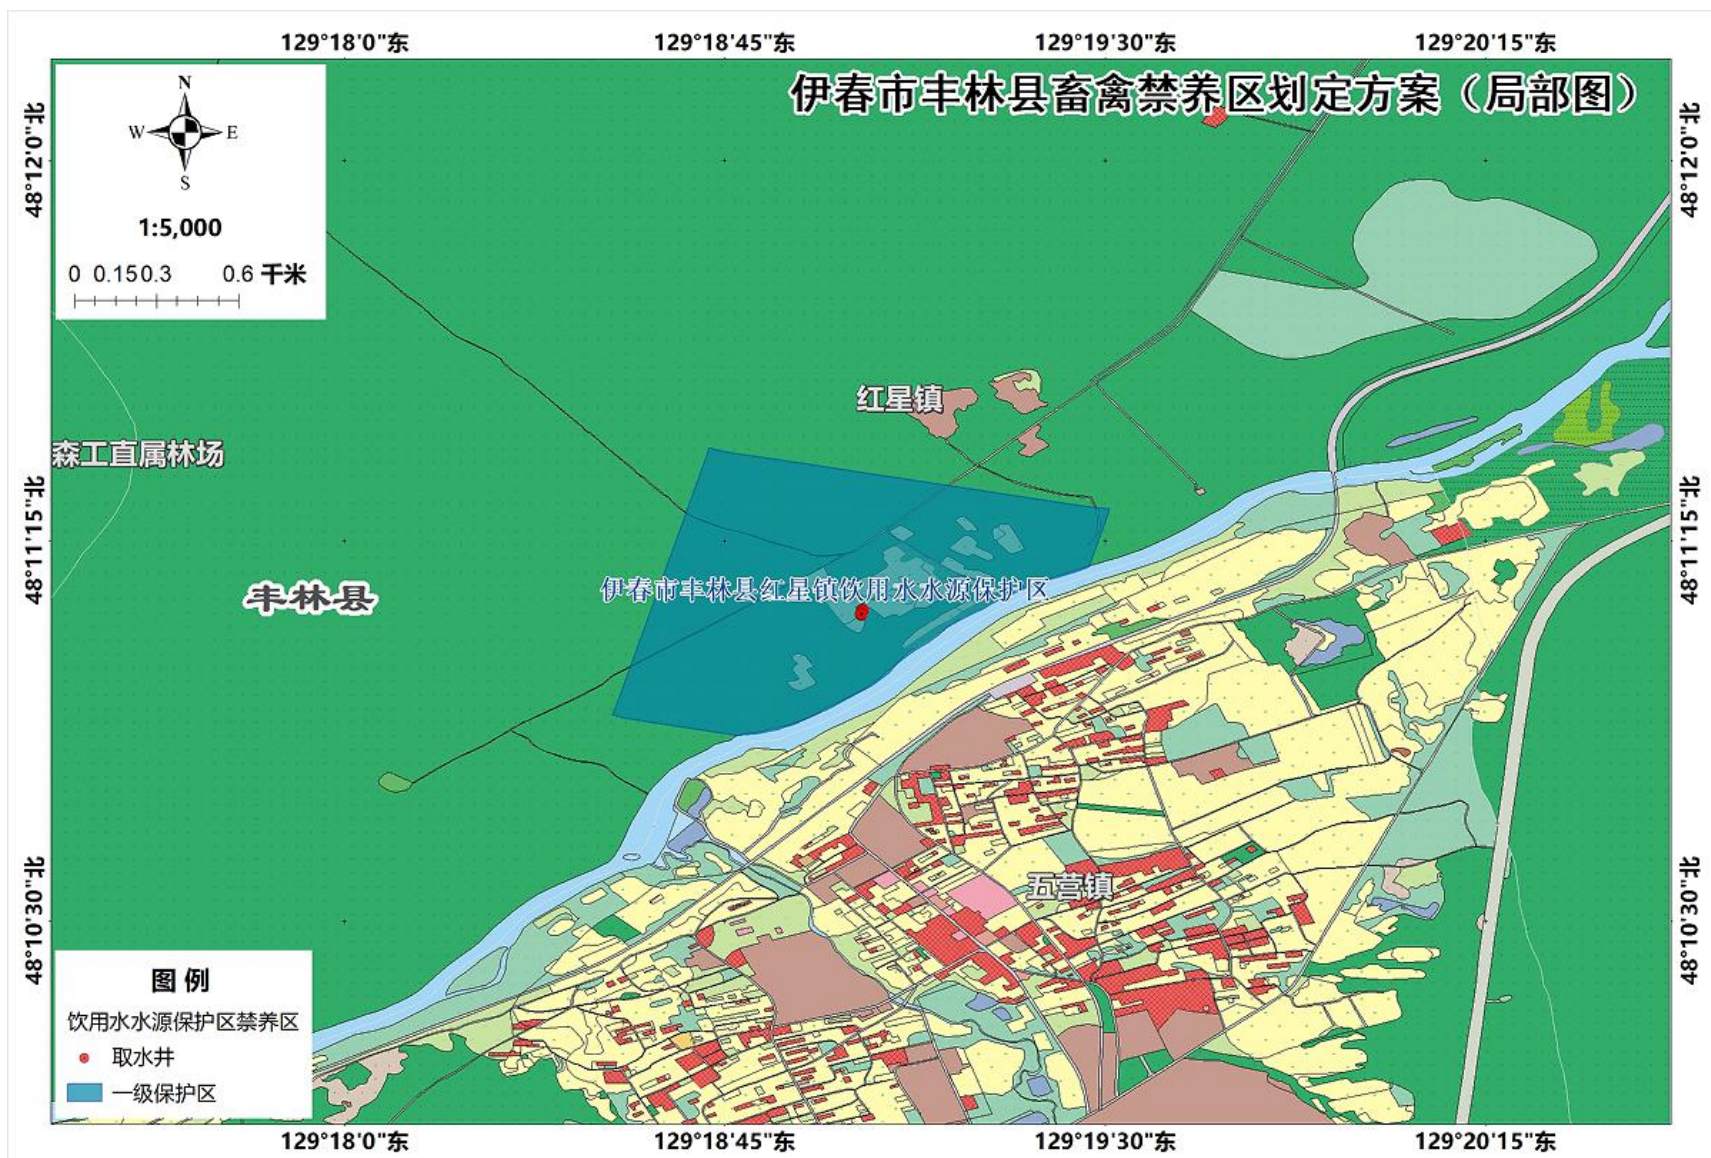 129°18'0"东
129°18'45"东
129°19'30"东
129°20'15"东
伊春市丰林县畜禽禁养区划定方案（局部图）
N
W
E
S
1:5,000
0 0.15 0.3 0.6 千米
48°12'0"北
48°12'0"北
红星镇
森工直属林场
48°11'15"北
48°11'15"北
丰林县
伊春市丰林县红星镇饮用水水源保护区
五营镇
48°10'30"北
48°10'30"北
图例
饮用水水源保护区禁养区
取水井
一级保护区
129°18'0"东
129°18'45"东
129°19'30"东
129°20'15"东